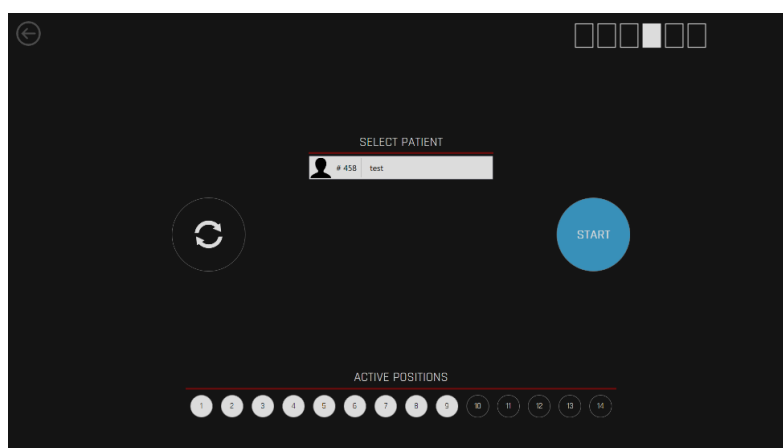 SELECT PATIENT
# 458 test
START
ACTIVE POSITIONS
1 2 3 4 5 6 7 8 9 10 11 12 13 14